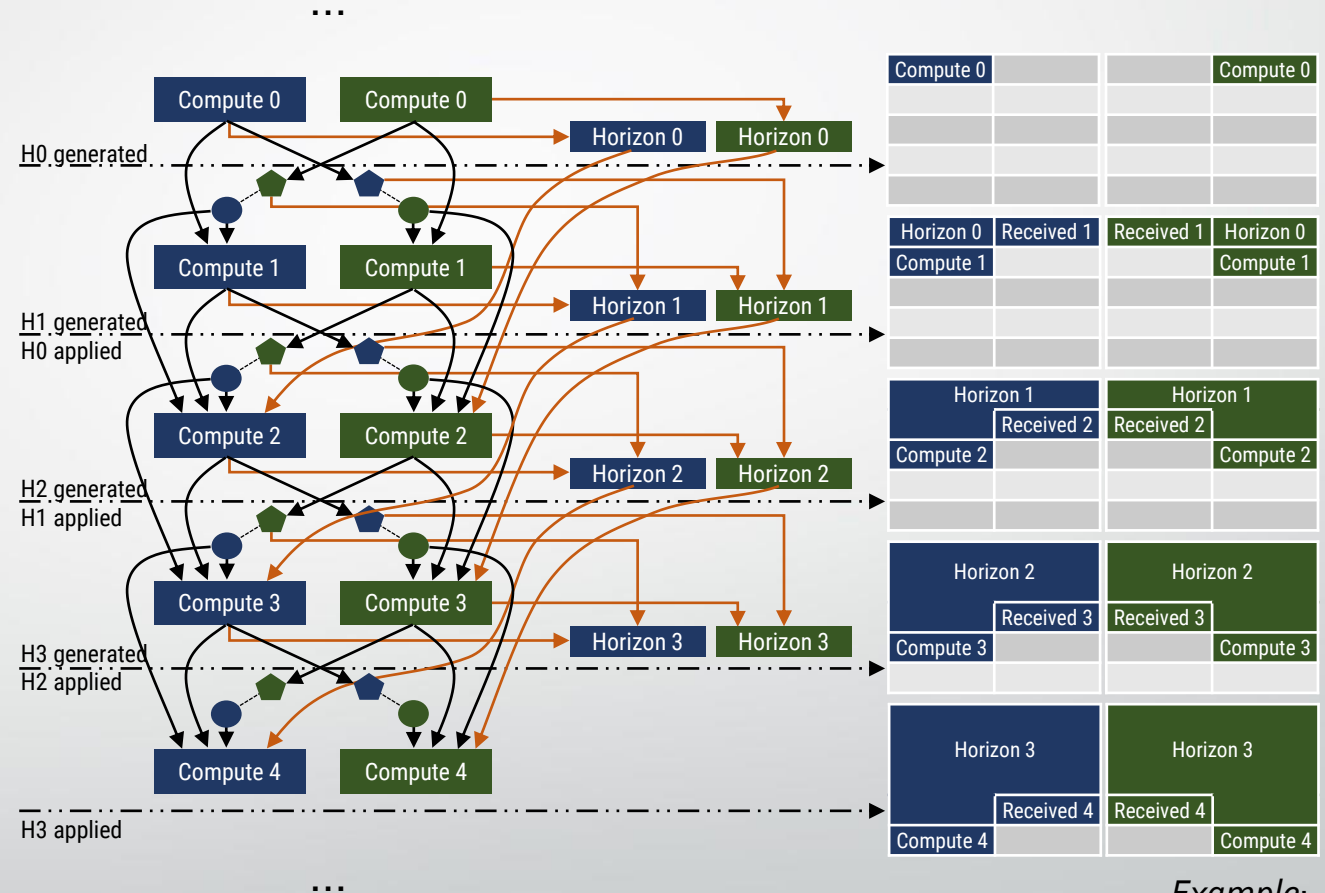 ...
Compute 0 Compute 0
Horizon 0 Horizon 0
H0 generated
Compute 1 Compute 1
Horizon 1 Horizon 1
H1 generated
H0 applied
Compute 2 Compute 2
Horizon 2 Horizon 2
H2 generated
H1 applied
Compute 3 Compute 3
Horizon 3 Horizon 3
H3 generated
H2 applied
Compute 4 Compute 4
H3 applied
...
Compute 0 Compute 0
Horizon 0 Received 1 Received 1 Horizon 0
Compute 1 Compute 1
Horizon 1 Horizon 1
Received 2 Received 2
Compute 2 Compute 2
Horizon 2 Horizon 2
Received 3 Received 3
Compute 3 Compute 3
Horizon 3 Horizon 3
Received 4 Received 4
Compute 4 Compute 4
Example: